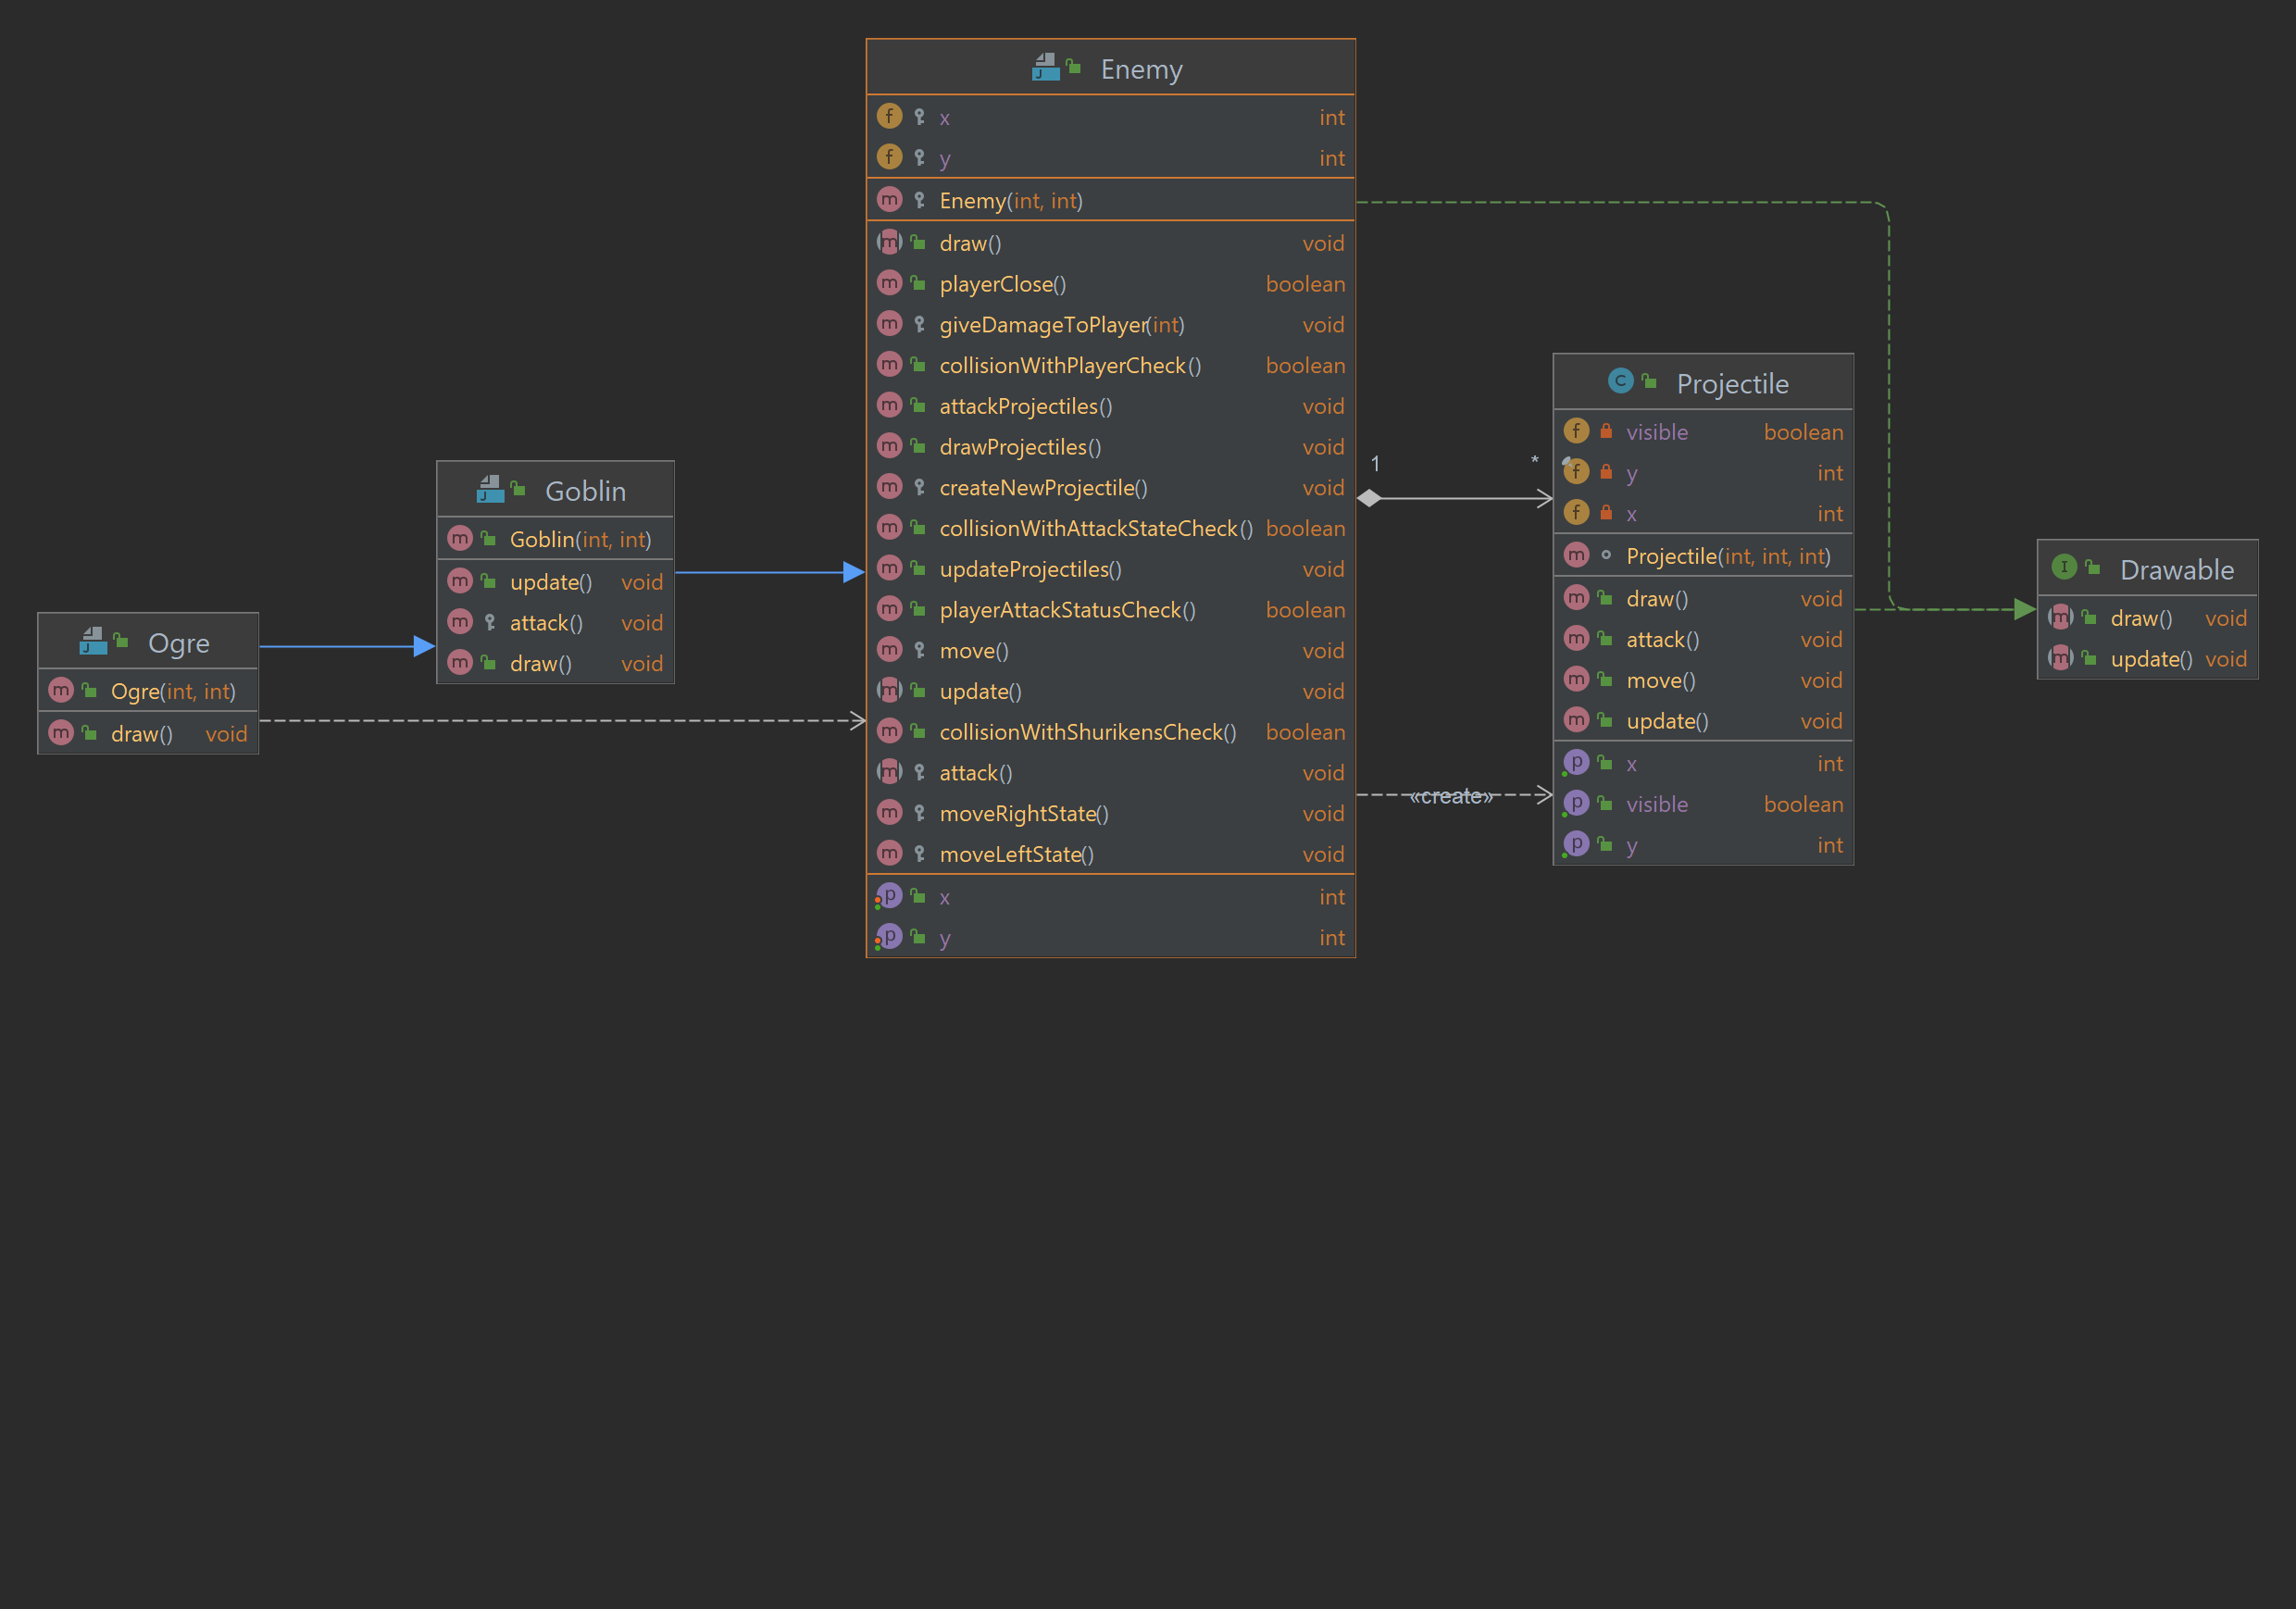 Enemy
x int
y int
Enemy(int, int)
draw() void
playerClose() boolean
giveDamageToPlayer(int) void
collisionWithPlayerCheck() boolean
attackProjectiles() void
drawProjectiles() void
createNewProjectile() void
collisionWithAttackStateCheck() boolean
updateProjectiles() void
playerAttackStatusCheck() boolean
move() void
update() void
collisionWithShurikensCheck() boolean
attack() void
moveRightState() void
moveLeftState() void
x int
y int
Goblin
Goblin(int, int)
update() void
attack() void
draw() void
Ogre
Ogre(int, int)
draw() void
1
*
«create»
Projectile
visible boolean
y int
x int
Projectile(int, int, int)
draw() void
attack() void
move() void
update() void
x int
visible boolean
y int
Drawable
draw() void
update() void